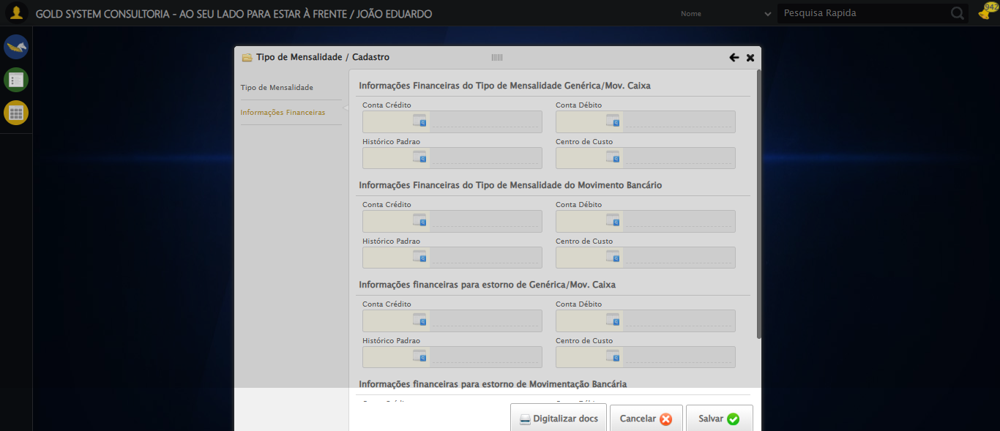 GOLD SYSTEM CONSULTORIA - AO SEU LADO PARA ESTAR À FRENTE / JOÃO EDUARDO
Nome
Pesquisa Rapida
942
Tipo de Mensalidade / Cadastro
Tipo de Mensalidade
Informações Financeiras
Informações Financeiras do Tipo de Mensalidade Genérica/Mov. Caixa
Conta Crédito
Conta Débito
Histórico Padrao
Centro de Custo
Informações Financeiras do Tipo de Mensalidade do Movimento Bancário
Conta Crédito
Conta Débito
Histórico Padrao
Centro de Custo
Informações financeiras para estorno de Genérica/Mov. Caixa
Conta Crédito
Conta Débito
Histórico Padrao
Centro de Custo
Informações financeiras para estorno de Movimentação Bancária
Digitalizar docs
Cancelar
Salvar